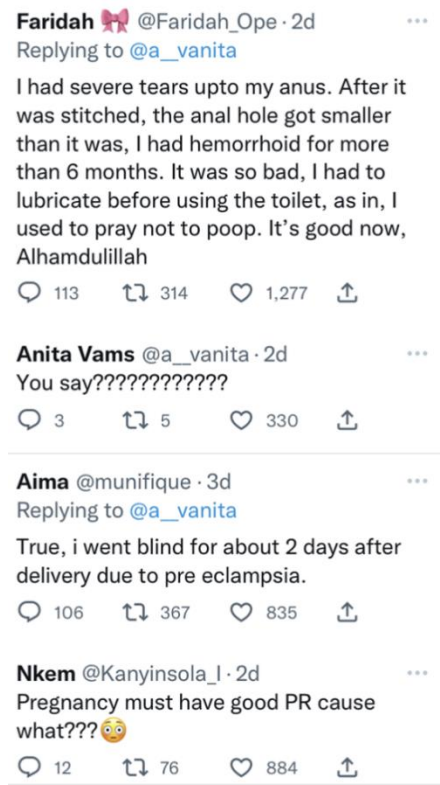 Faridah 🎀 @Faridah_Ope · 2d
Replying to @a__vanita
I had severe tears upto my anus. After it
was stitched, the anal hole got smaller
than it was, I had hemorrhoid for more
than 6 months. It was so bad, I had to
lubricate before using the toilet, as in, I
used to pray not to poop. It's good now,
Alhamdulillah
113 314 1,277
Anita Vams @a__vanita · 2d
You say????????????
3 5 330
Aima @munifique · 3d
Replying to @a__vanita
True, i went blind for about 2 days after
delivery due to pre eclampsia.
106 367 835
Nkem @Kanyinsola_I · 2d
Pregnancy must have good PR cause
what???😳
12 76 884